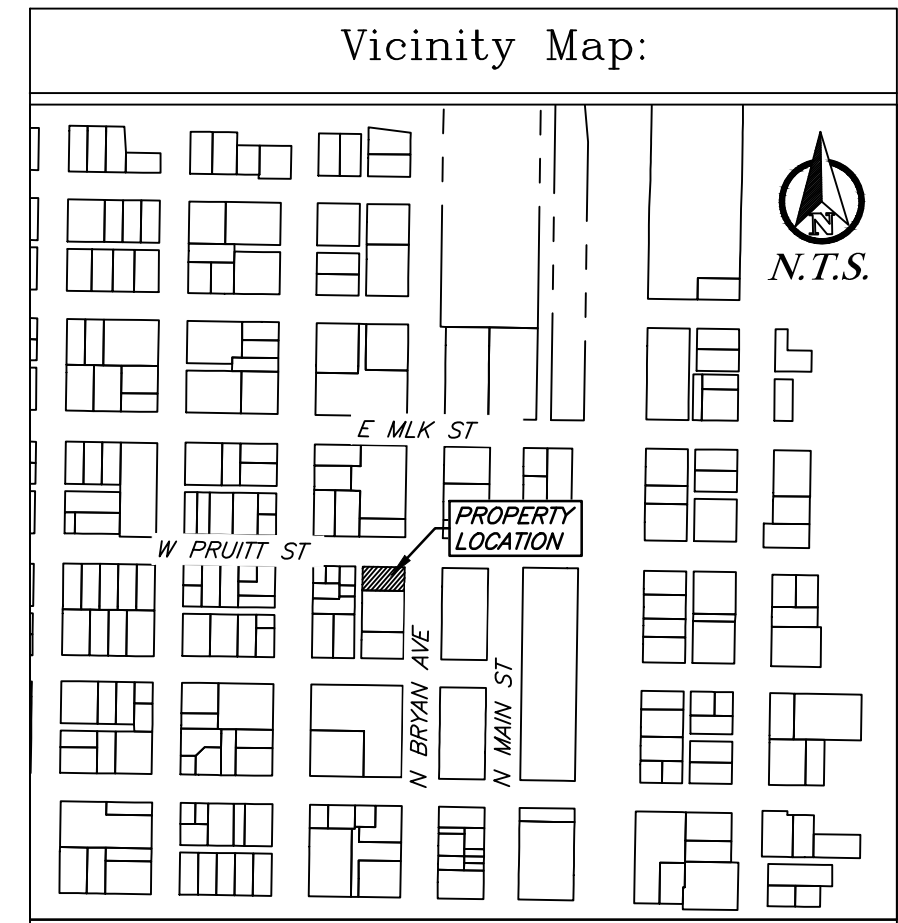 Vicinity Map:
N
N.T.S.
E MLK ST
PROPERTY
LOCATION
W PRUITT ST
N BRYAN AVE
N MAIN ST